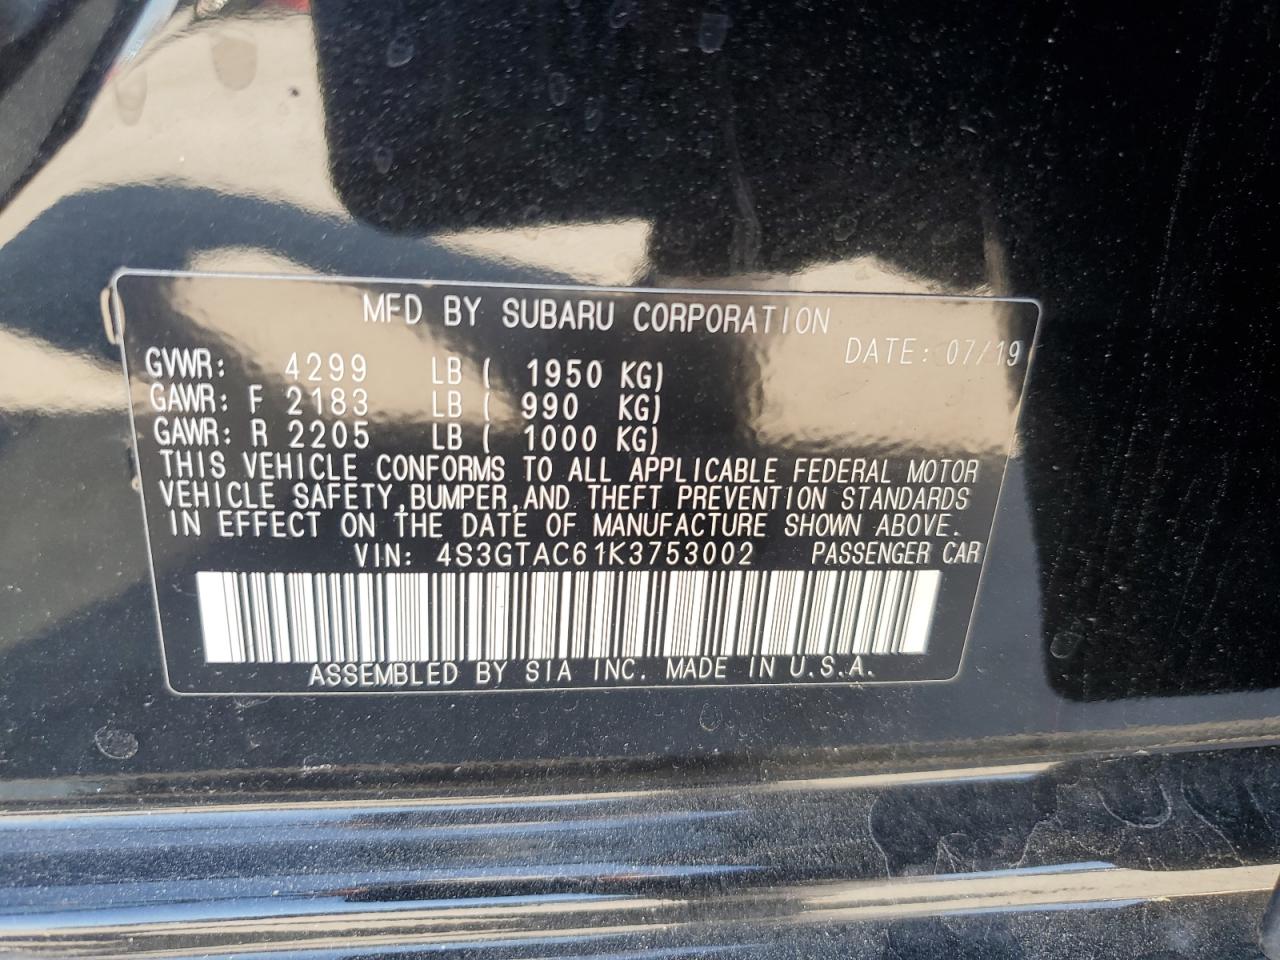 MFD BY SUBARU CORPORATION
DATE: 07/19
GVWR: 4299 LB ( 1950 KG)
GAWR: F 2183 LB ( 990 KG)
GAWR: R 2205 LB ( 1000 KG)
THIS VEHICLE CONFORMS TO ALL APPLICABLE FEDERAL MOTOR
VEHICLE SAFETY,BUMPER,AND THEFT PREVENTION STANDARDS
IN EFFECT ON THE DATE OF MANUFACTURE SHOWN ABOVE.
VIN: 4S3GTAC61K3753002 PASSENGER CAR
ASSEMBLED BY SIA INC. MADE IN U.S.A.